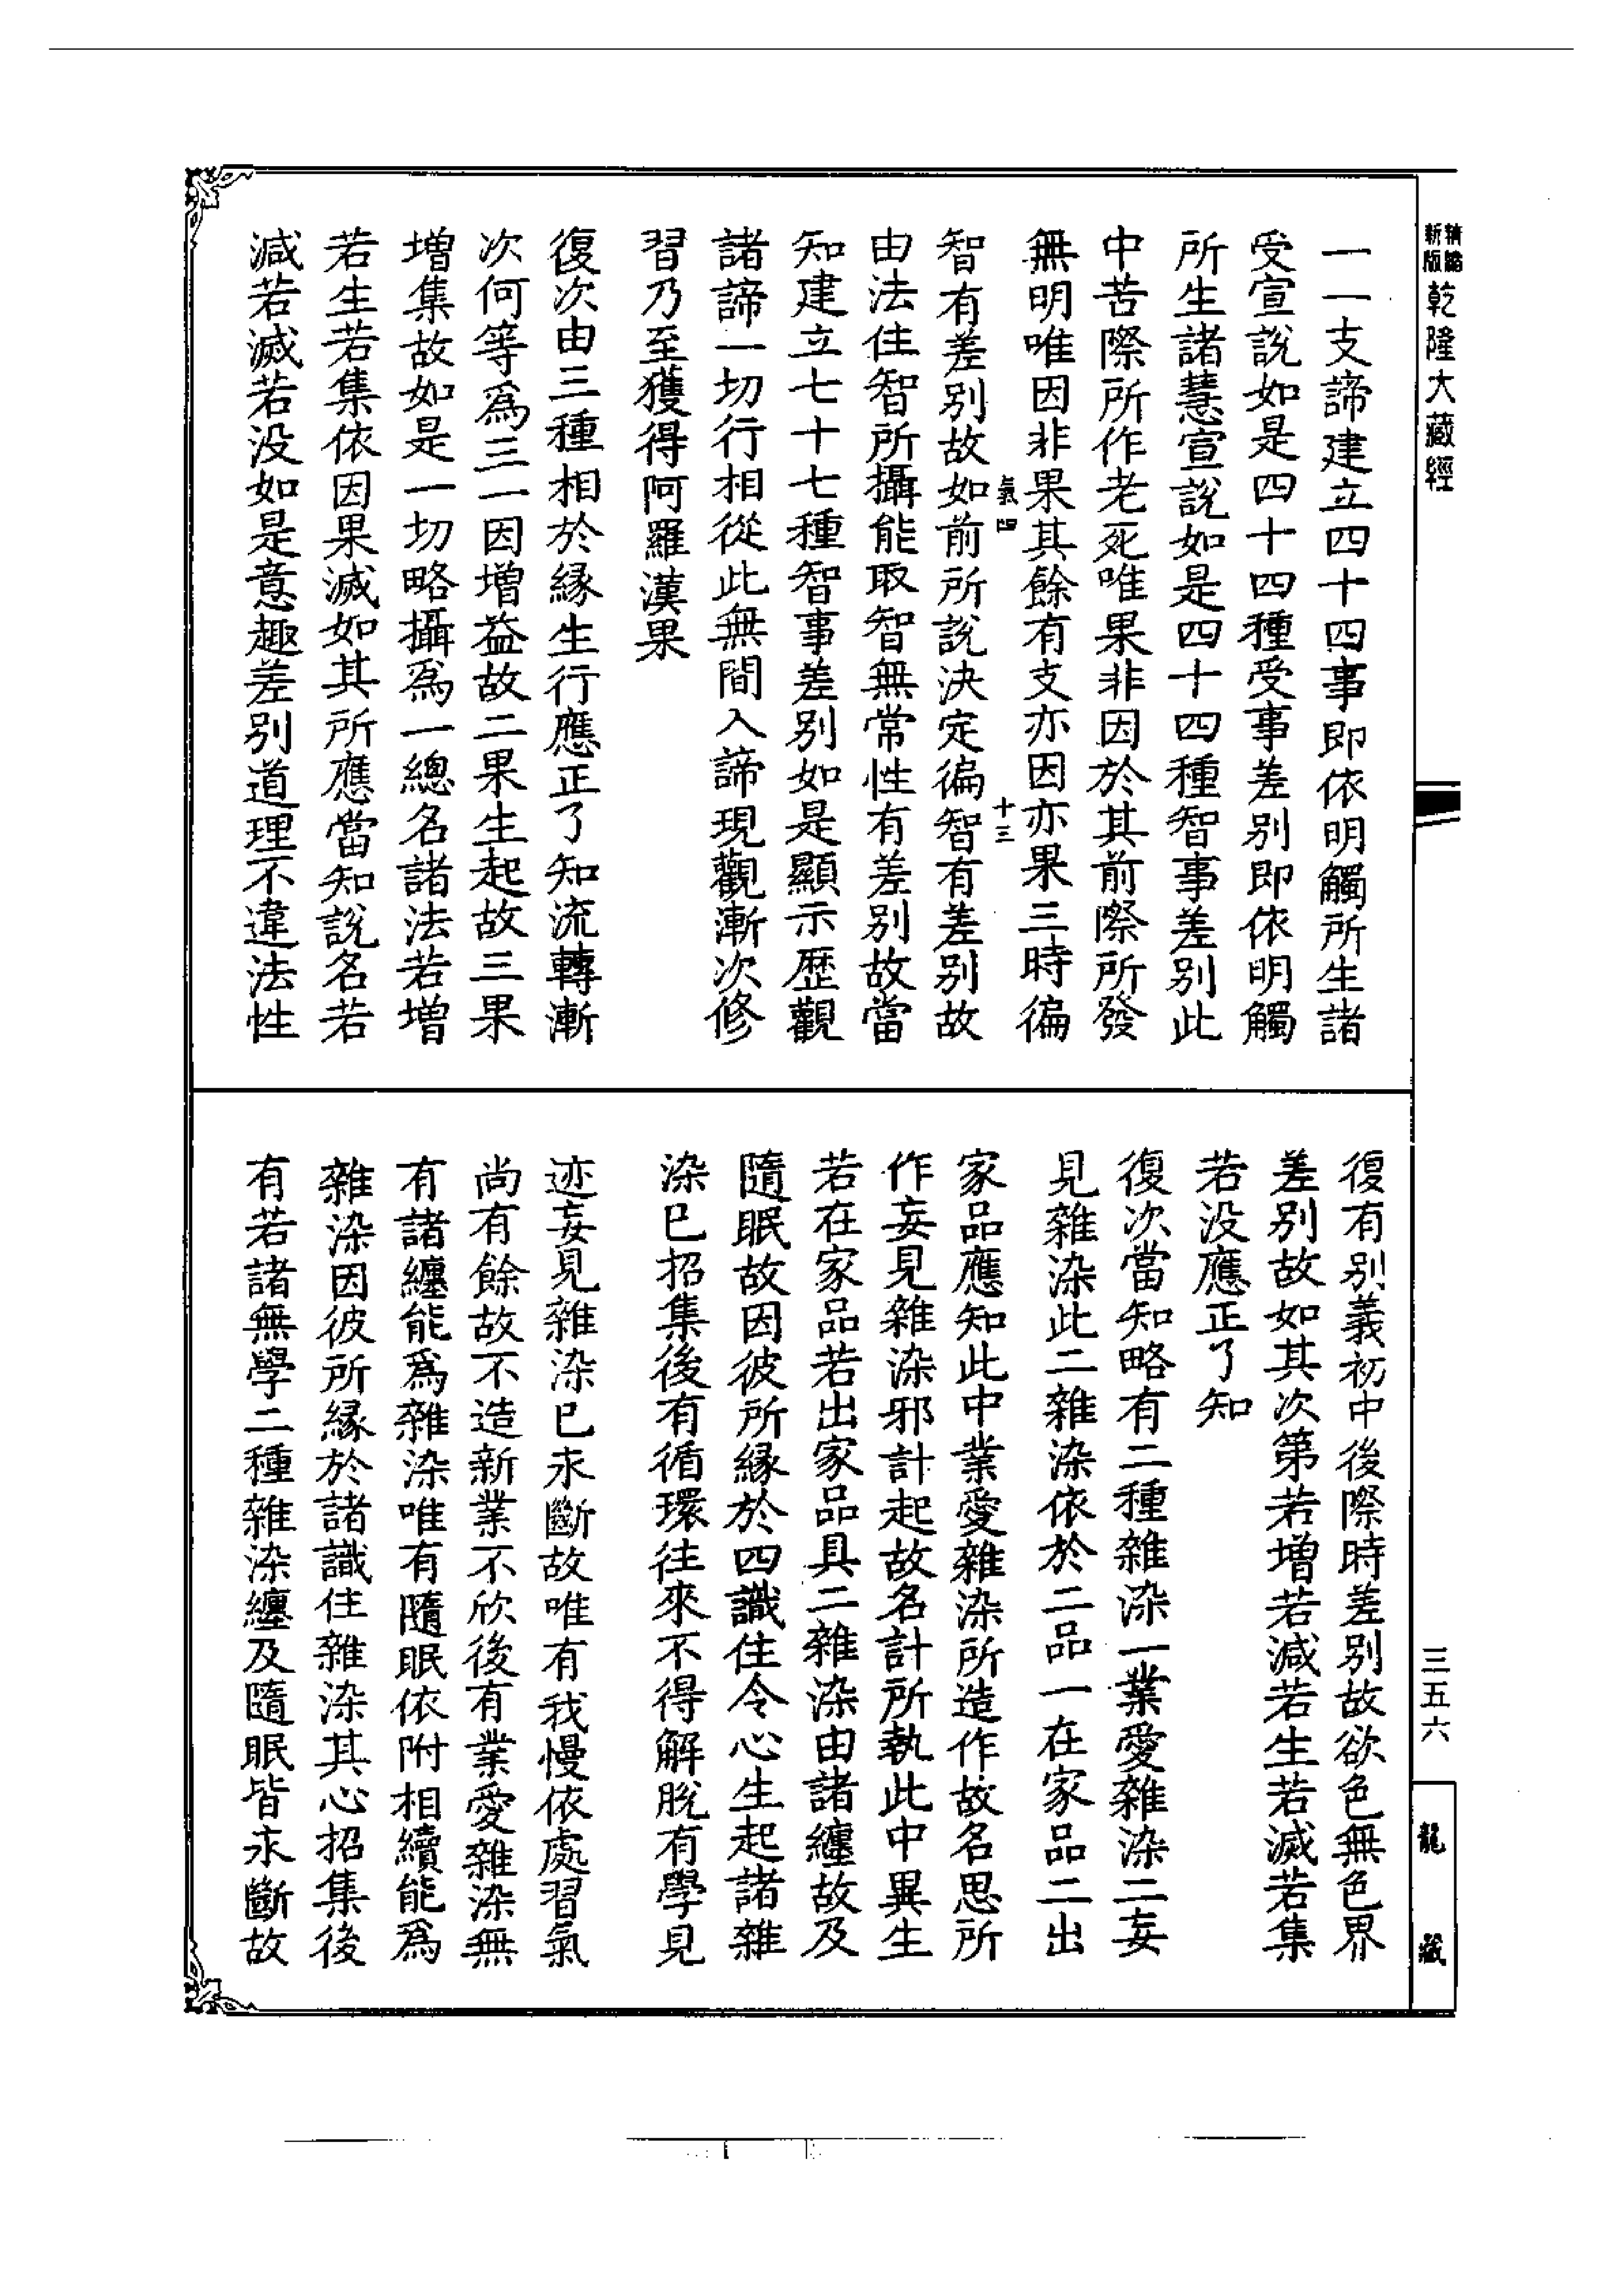 新版精縮乾隆大藏經
一一支諦建立四十四事即依明觸所生諸
受宣說如是四十四種受事差別即依明觸
所生諸慧宣說如是四十四種智事差別此
中苦際所作老死唯果非因於其前際所發
無明唯因非果其餘有支亦因亦果三時徧
氣四
十三
智有差別故如前所說決定徧智有差別故
由法住智所攝能取智無常性有差別故當
知建立七十七種智事差別如是顯示歷觀
諸諦一切行相從此無間入諦現觀漸次修
習乃至獲得阿羅漢果
復次由三種相於緣生行應正了知流轉漸
次何等爲三一因增益故二果生起故三果
增集故如是一切略攝爲一總名諸法若增
若生若集依因果滅如其所應當知說名若
減若滅若没如是意趣差別道理不違法性
復有別義初中後際時差別故欲色無色界
差別故如其次第若增若減若生若滅若集
若没應正了知
復次當知略有二種雜染一業愛雜染二妄
見雜染此二雜染依於二品一在家品二出
家品應知此中業愛雜染所造作故名思所
作妄見雜染邪計起故名計所執此中異生
若在家品若出家品具二雜染由諸纏故及
隨眠故因彼所緣於四識住令心生起諸雜
染已招集後有循環往來不得解脫有學見
迹妄見雜染已永斷故唯有我慢依處習氣
尚有餘故不造新業不欣後有業愛雜染無
有諸纏能爲雜染唯有隨眠依附相續能爲
雜染因彼所緣於諸識住雜染其心招集後
有若諸無學二種雜染纏及隨眠皆永斷故
三五六
龍藏